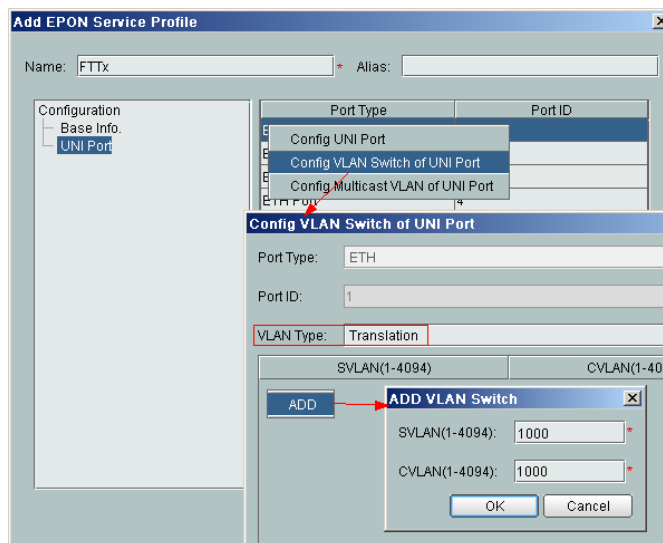 Add EPON Service Profile
Name: FTTx * Alias:
Configuration
Base Info.
UNI Port
Port Type Port ID
Config UNI Port
Config VLAN Switch of UNI Port
Config Multicast VLAN of UNI Port
ETH Port 4
Config VLAN Switch of UNI Port
Port Type: ETH
Port ID: 1
VLAN Type: Translation
SVLAN(1-4094) CVLAN(1-40
ADD
ADD VLAN Switch
SVLAN(1-4094): 1000 *
CVLAN(1-4094): 1000 *
OK Cancel